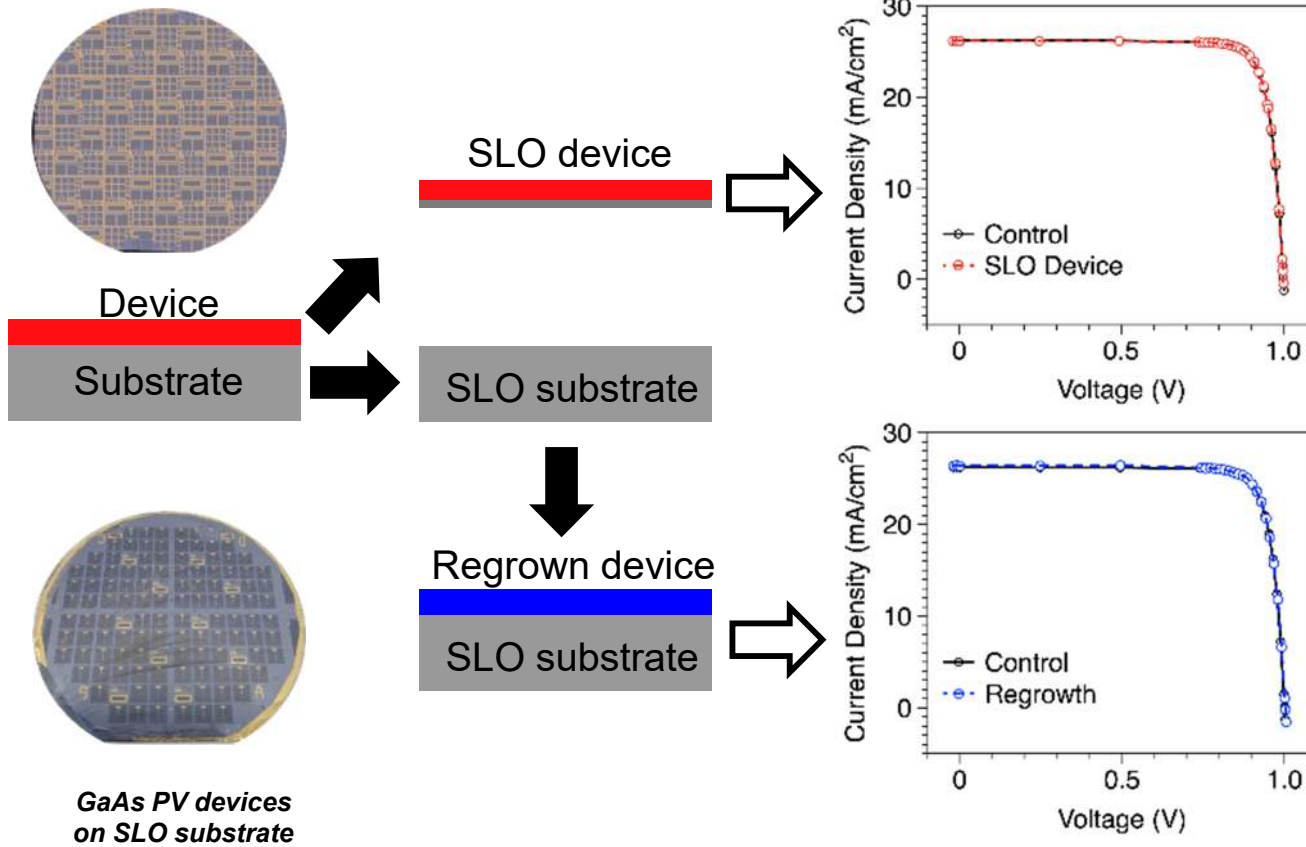 Device
Substrate
SLO device
SLO substrate
Regrown device
SLO substrate
GaAs PV devices
on SLO substrate
Current Density (mA/cm²)
30
20
10
0
Control
SLO Device
0
0.5
1.0
Voltage (V)
Current Density (mA/cm²)
30
20
10
0
Control
Regrowth
0
0.5
1.0
Voltage (V)